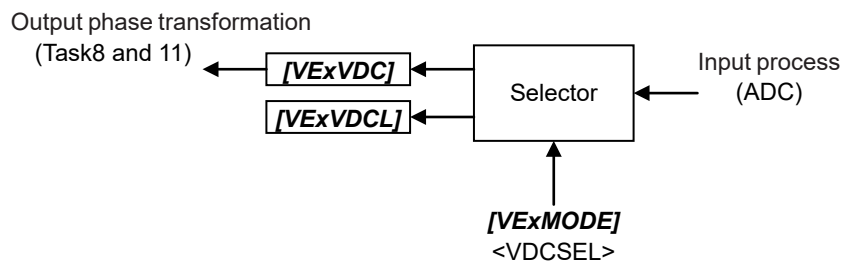 Output phase transformation
(Task8 and 11)
[VExVDC]
[VExVDCL]
Selector
Input process
(ADC)
[VExMODE]
<VDCSEL>